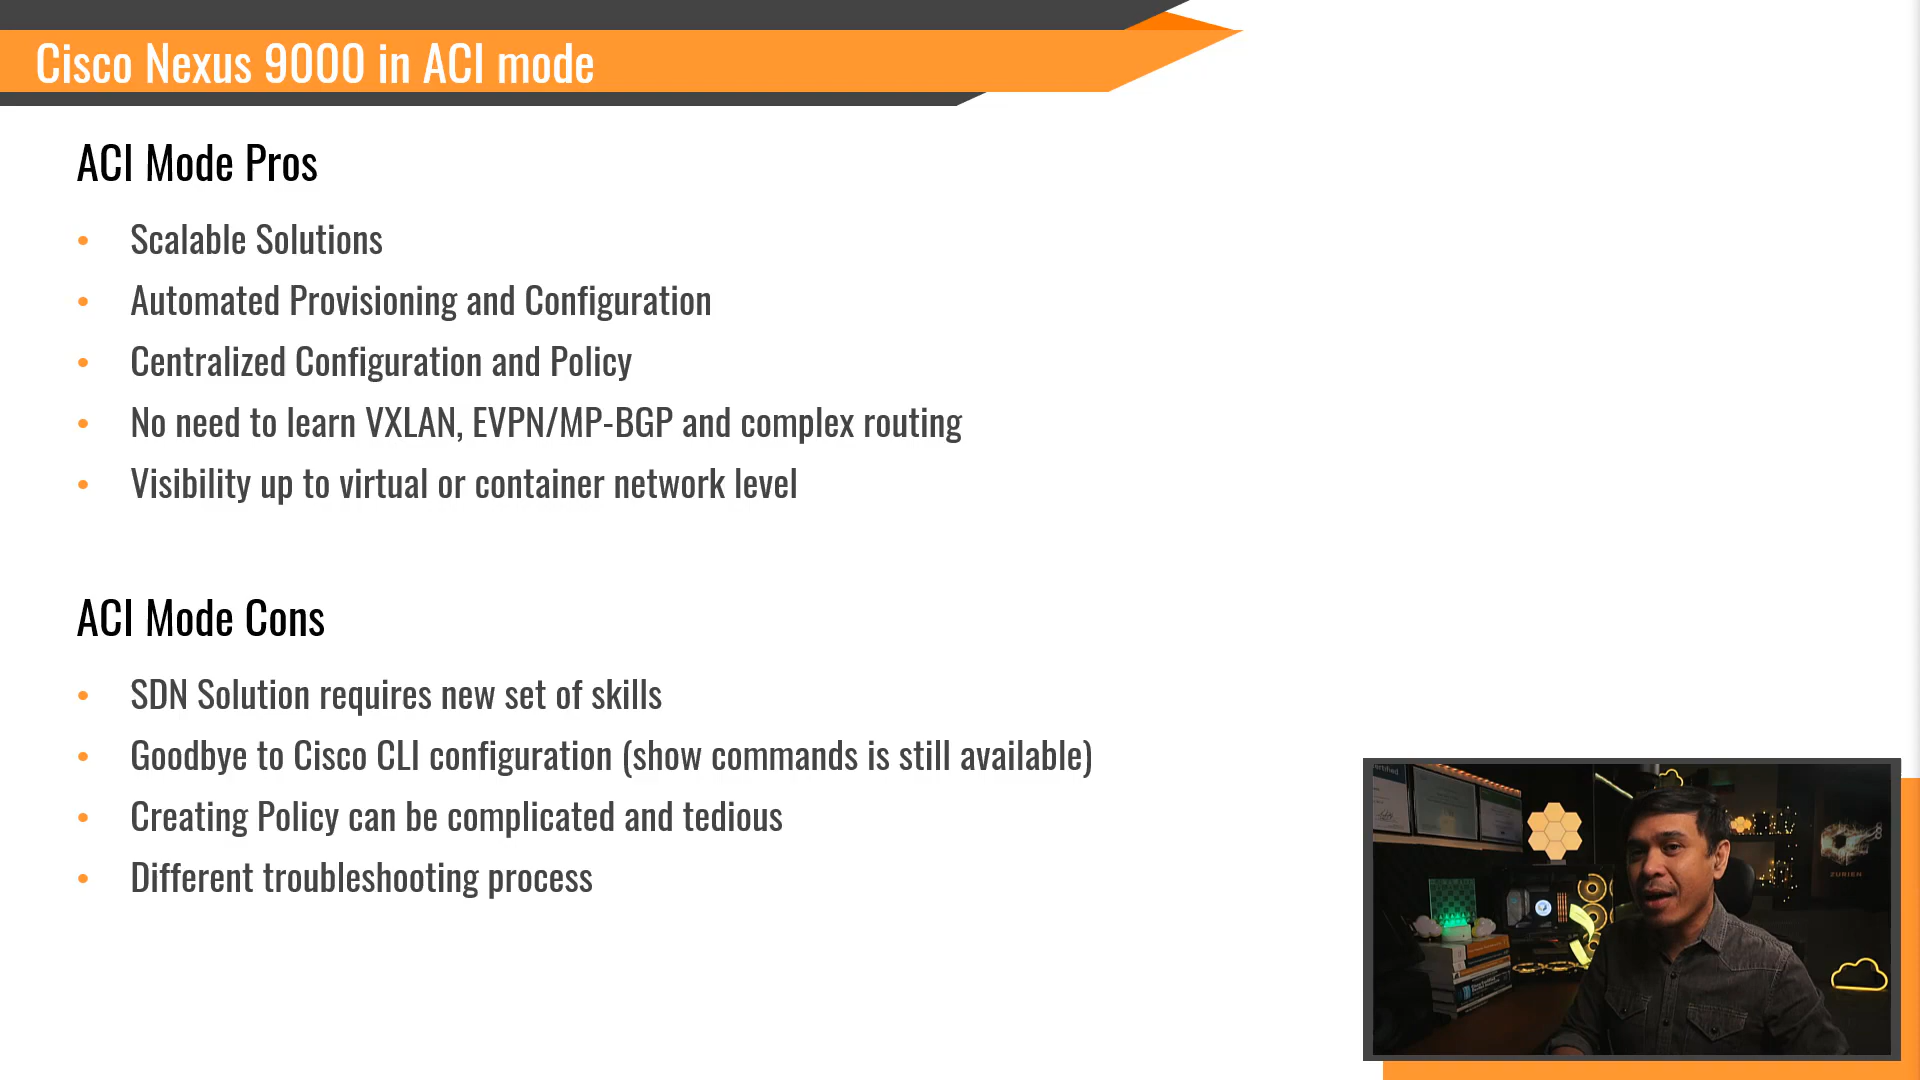 Cisco Nexus 9000 in ACI mode
ACI Mode Pros
• Scalable Solutions
• Automated Provisioning and Configuration
• Centralized Configuration and Policy
• No need to learn VXLAN, EVPN/MP-BGP and complex routing
• Visibility up to virtual or container network level
ACI Mode Cons
• SDN Solution requires new set of skills
• Goodbye to Cisco CLI configuration (show commands is still available)
• Creating Policy can be complicated and tedious
• Different troubleshooting process
ZUBIEN